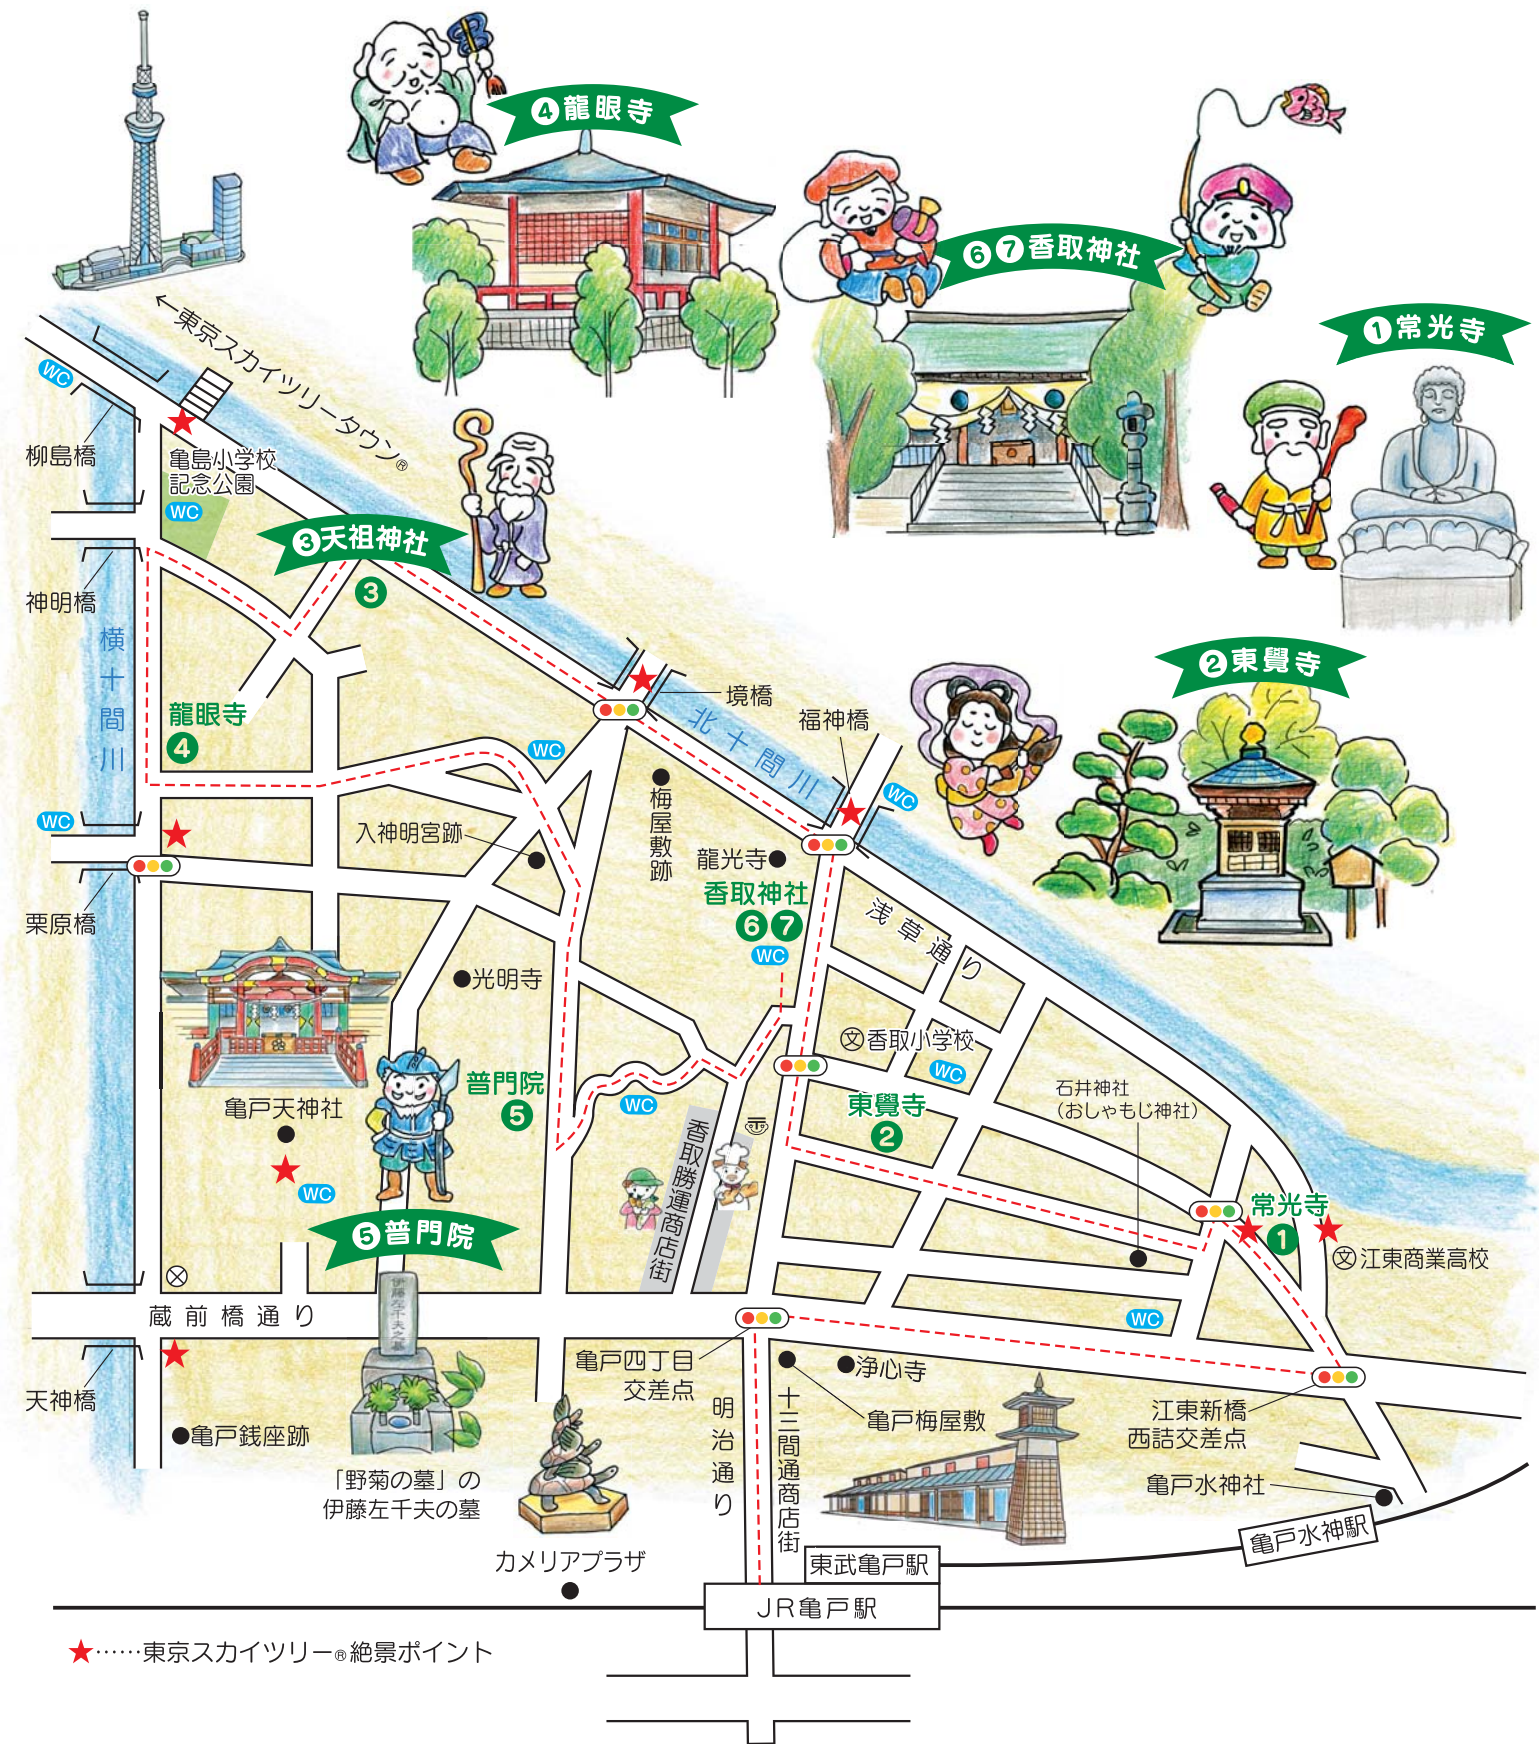 ④龍眼寺
⑥⑦香取神社
①常光寺
←東京スカイツリータウン®
WC
柳島橋
亀島小学校
記念公園
WC
③天祖神社
③
神明橋
横十間川
②東覺寺
龍眼寺
④
境橋
北十間川
福神橋
WC
WC
梅屋敷跡
WC
入神明宮跡
龍光寺
香取神社
⑥⑦
WC
浅草通り
栗原橋
光明寺
文香取小学校
WC
普門院
⑤
WC
東覺寺
②
石井神社
(おしゃもじ神社)
亀戸天神社
WC
香取勝運商店街
常光寺
①
文江東商業高校
⑤普門院
伊藤左千夫之墓
蔵前橋通り
WC
天神橋
亀戸四丁目
交差点
浄心寺
亀戸梅屋敷
江東新橋
西詰交差点
明治通り
十三間通商店街
亀戸銭座跡
「野菊の墓」の
伊藤左千夫の墓
亀戸水神社
亀戸水神駅
カメリアプラザ
東武亀戸駅
JR亀戸駅
★……東京スカイツリー®絶景ポイント